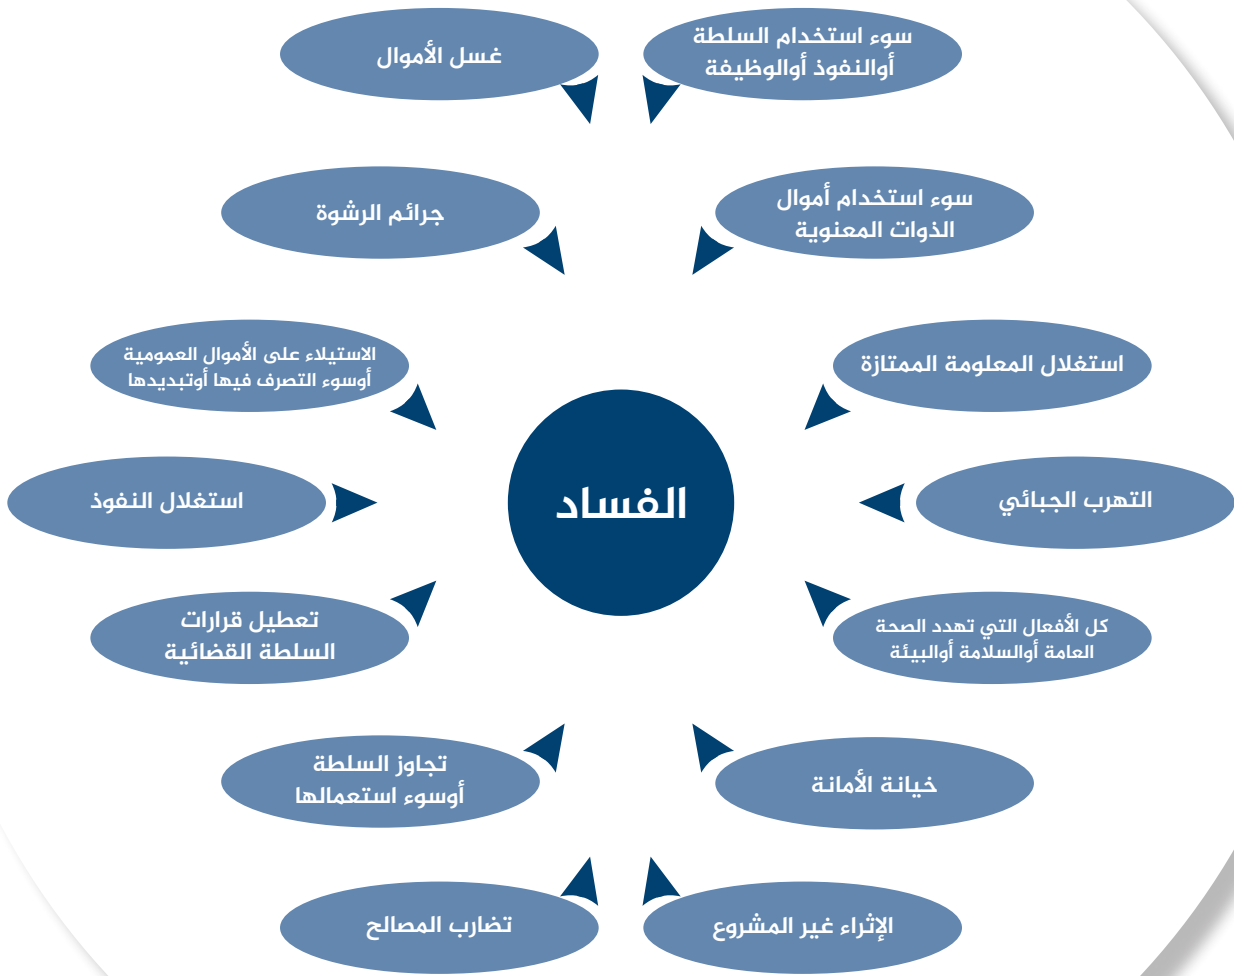 سوء استخدام السلطة
أوالنفوذ أوالوظيفة
غسل الأموال
سوء استخدام أموال
الذوات المعنوية
جرائم الرشوة
استغلال المعلومة الممتازة
الاستيلاء على الأموال العمومية
أوسوء التصرف فيها أوتبديدها
الفساد
التهرب الجبائي
استغلال النفوذ
كل الأفعال التي تهدد الصحة
العامة أوالسلامة أوالبيئة
تعطيل قرارات
السلطة القضائية
خيانة الأمانة
تجاوز السلطة
أوسوء استعمالها
الإثراء غير المشروع
تضارب المصالح